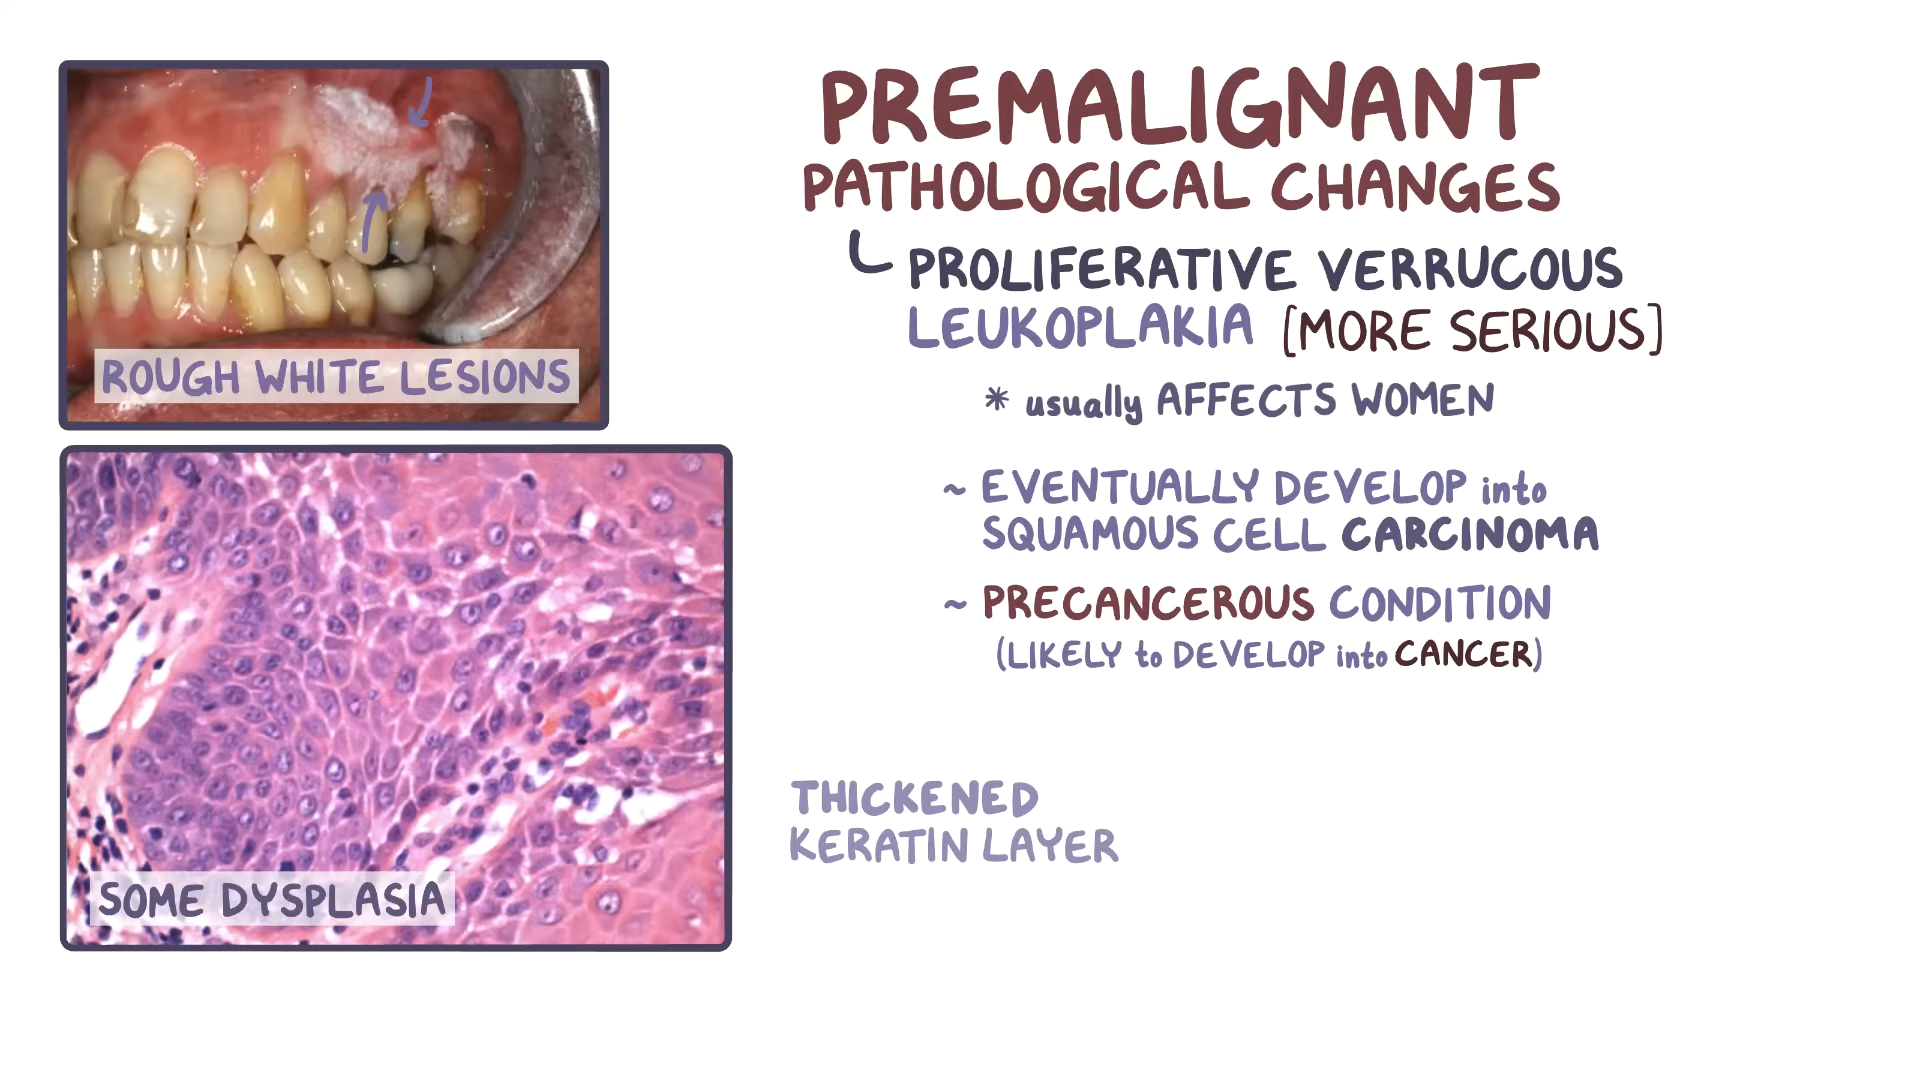 PREMALIGNANT
PATHOLOGICAL CHANGES
PROLIFERATIVE VERRUCOUS
LEUKOPLAKIA [MORE SERIOUS]
* usually AFFECTS WOMEN
~ EVENTUALLY DEVELOP into
SQUAMOUS CELL CARCINOMA
~ PRECANCEROUS CONDITION
(LIKELY to DEVELOP into CANCER)
THICKENED
KERATIN LAYER
ROUGH WHITE LESIONS
SOME DYSPLASIA